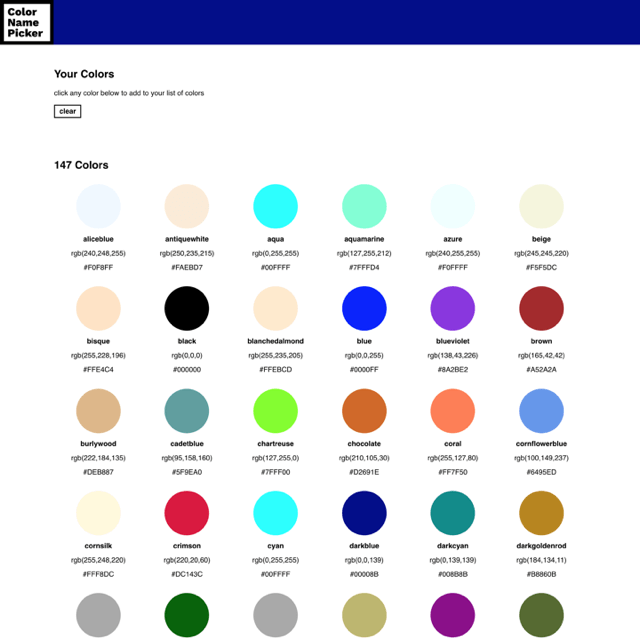 Color
Name
Picker
Your Colors
click any color below to add to your list of colors
clear
147 Colors
aliceblue antiquewhite aqua aquamarine azure beige
rgb(240,248,255) rgb(250,235,215) rgb(0,255,255) rgb(127,255,212) rgb(240,255,255) rgb(245,245,220)
#F0F8FF #FAEBD7 #00FFFF #7FFFD4 #F0FFFF #F5F5DC
bisque black blanchedalmond blue blueviolet brown
rgb(255,228,196) rgb(0,0,0) rgb(255,235,205) rgb(0,0,255) rgb(138,43,226) rgb(165,42,42)
#FFE4C4 #000000 #FFEBCD #0000FF #8A2BE2 #A52A2A
burlywood cadetblue chartreuse chocolate coral cornflowerblue
rgb(222,184,135) rgb(95,158,160) rgb(127,255,0) rgb(210,105,30) rgb(255,127,80) rgb(100,149,237)
#DEB887 #5F9EA0 #7FFF00 #D2691E #FF7F50 #6495ED
cornsilk crimson cyan darkblue darkcyan darkgoldenrod
rgb(255,248,220) rgb(220,20,60) rgb(0,255,255) rgb(0,0,139) rgb(0,139,139) rgb(184,134,11)
#FFF8DC #DC143C #00FFFF #00008B #008B8B #B8860B